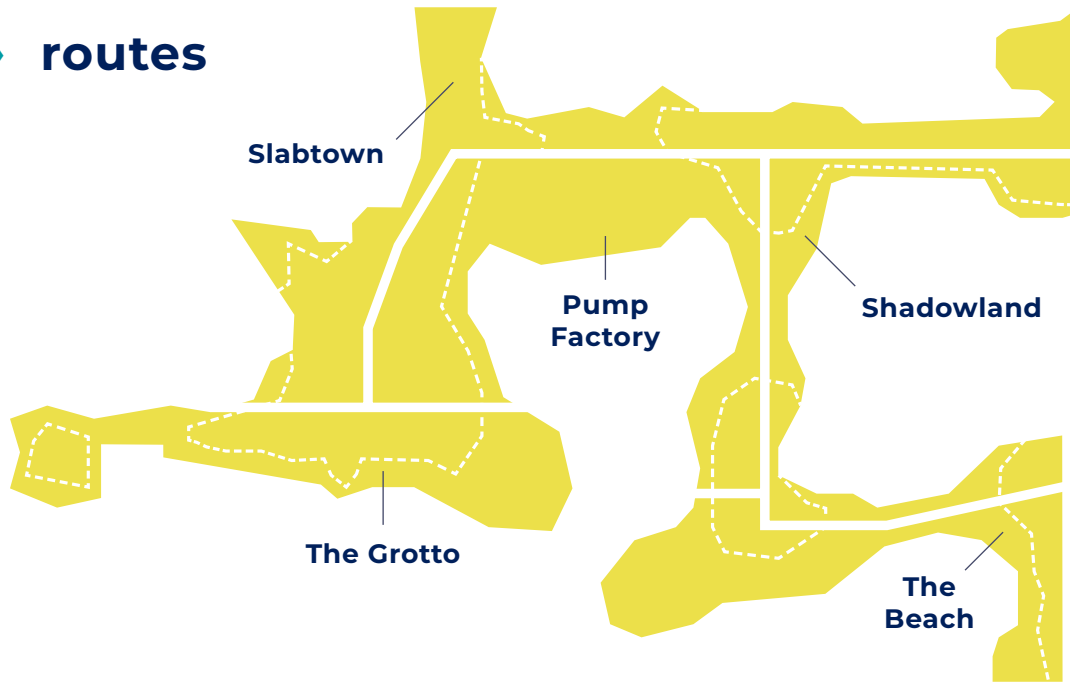 routes
Slabtown
Pump
Factory
Shadowland
The Grotto
The
Beach